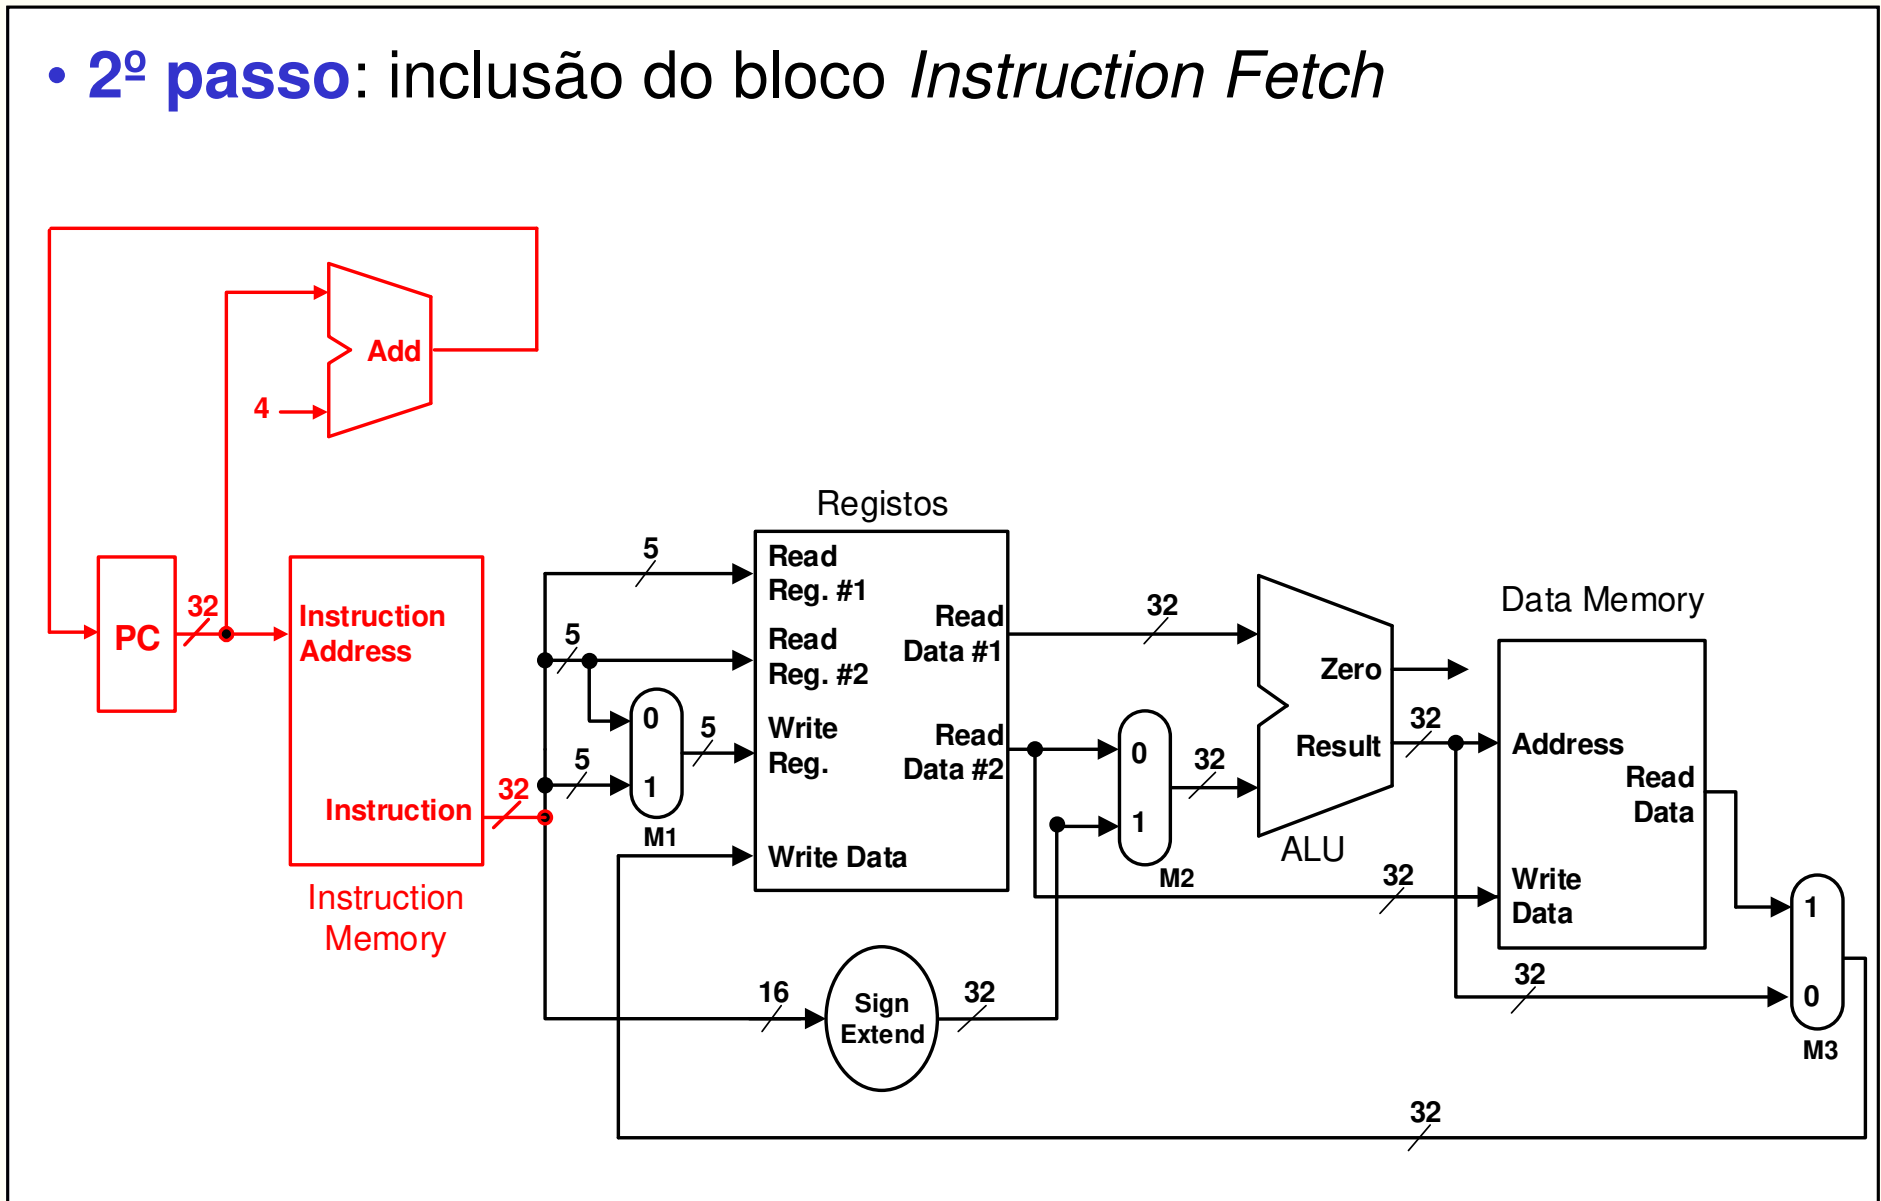 • 2º passo: inclusão do bloco Instruction Fetch
Add
4
PC
32
Instruction
Address
Instruction
32
Instruction
Memory
Registos
5
Read
Reg. #1
5
Read
Reg. #2
0
1
M1
5
5
Write
Reg.
Write Data
Read
Data #1
Read
Data #2
32
0
1
M2
32
16
Sign
Extend
32
Zero
Result
ALU
32
32
Data Memory
Address
Read
Data
Write
Data
32
1
0
M3
32